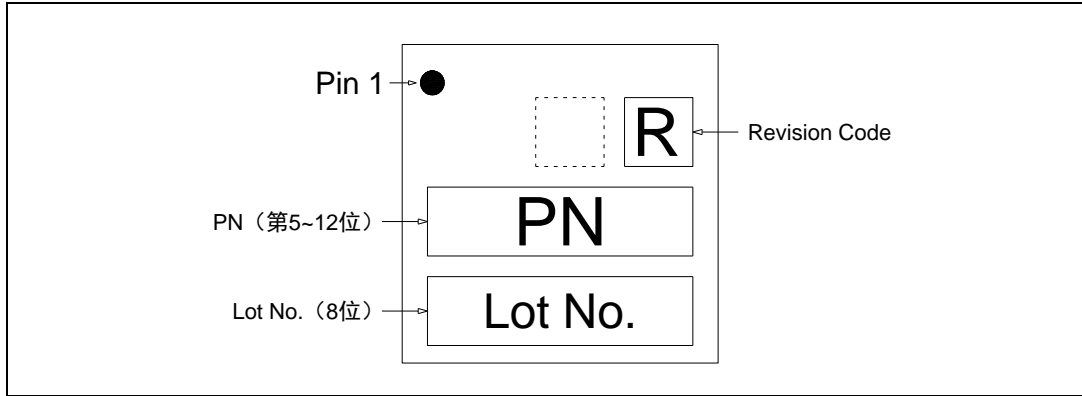 Pin 1
R
Revision Code
PN（第5~12位）
PN
Lot No.（8位）
Lot No.